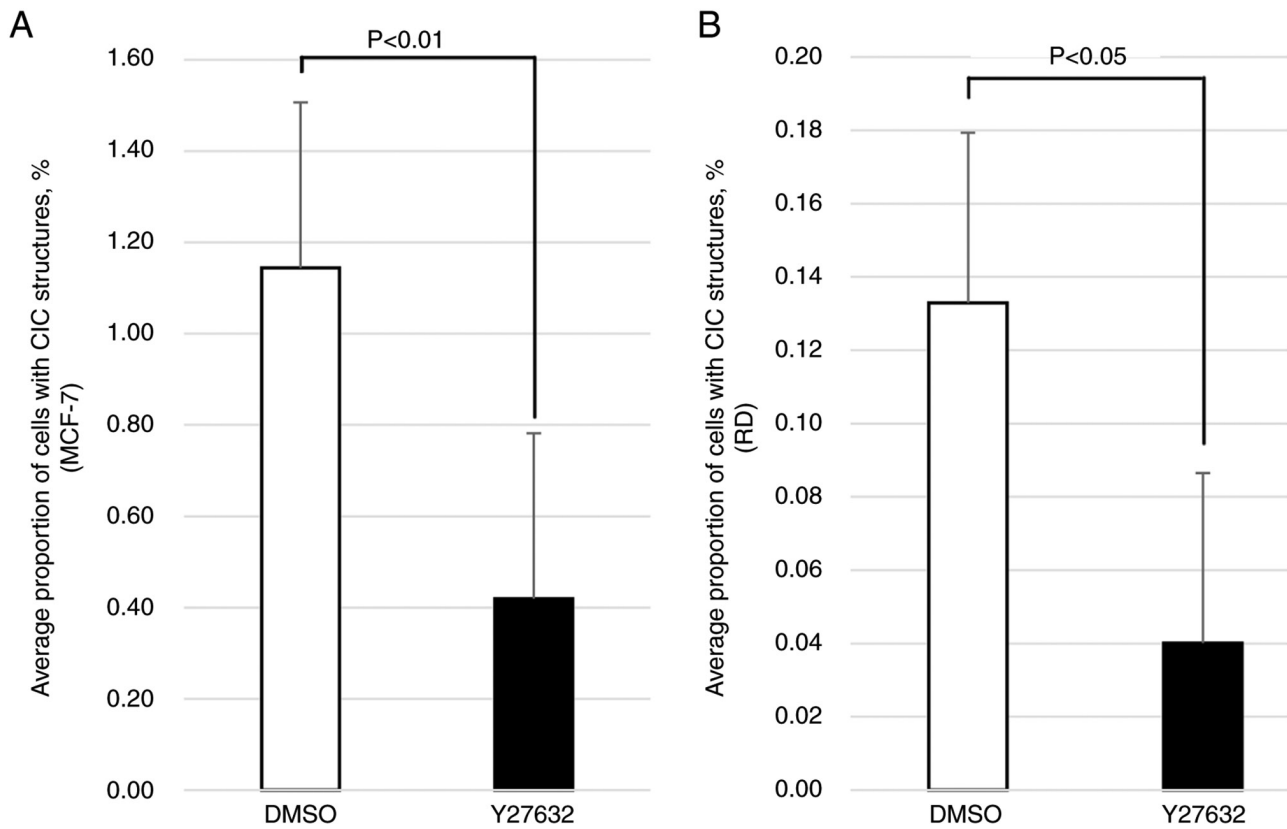 A
P<0.01
1.60
1.40
1.20
1.00
0.80
0.60
0.40
0.20
0.00
Average proportion of cells with CIC structures, %
(MCF-7)
DMSO
Y27632
B
P<0.05
0.20
0.18
0.16
0.14
0.12
0.10
0.08
0.06
0.04
0.02
0.00
Average proportion of cells with CIC structures, %
(RD)
DMSO
Y27632